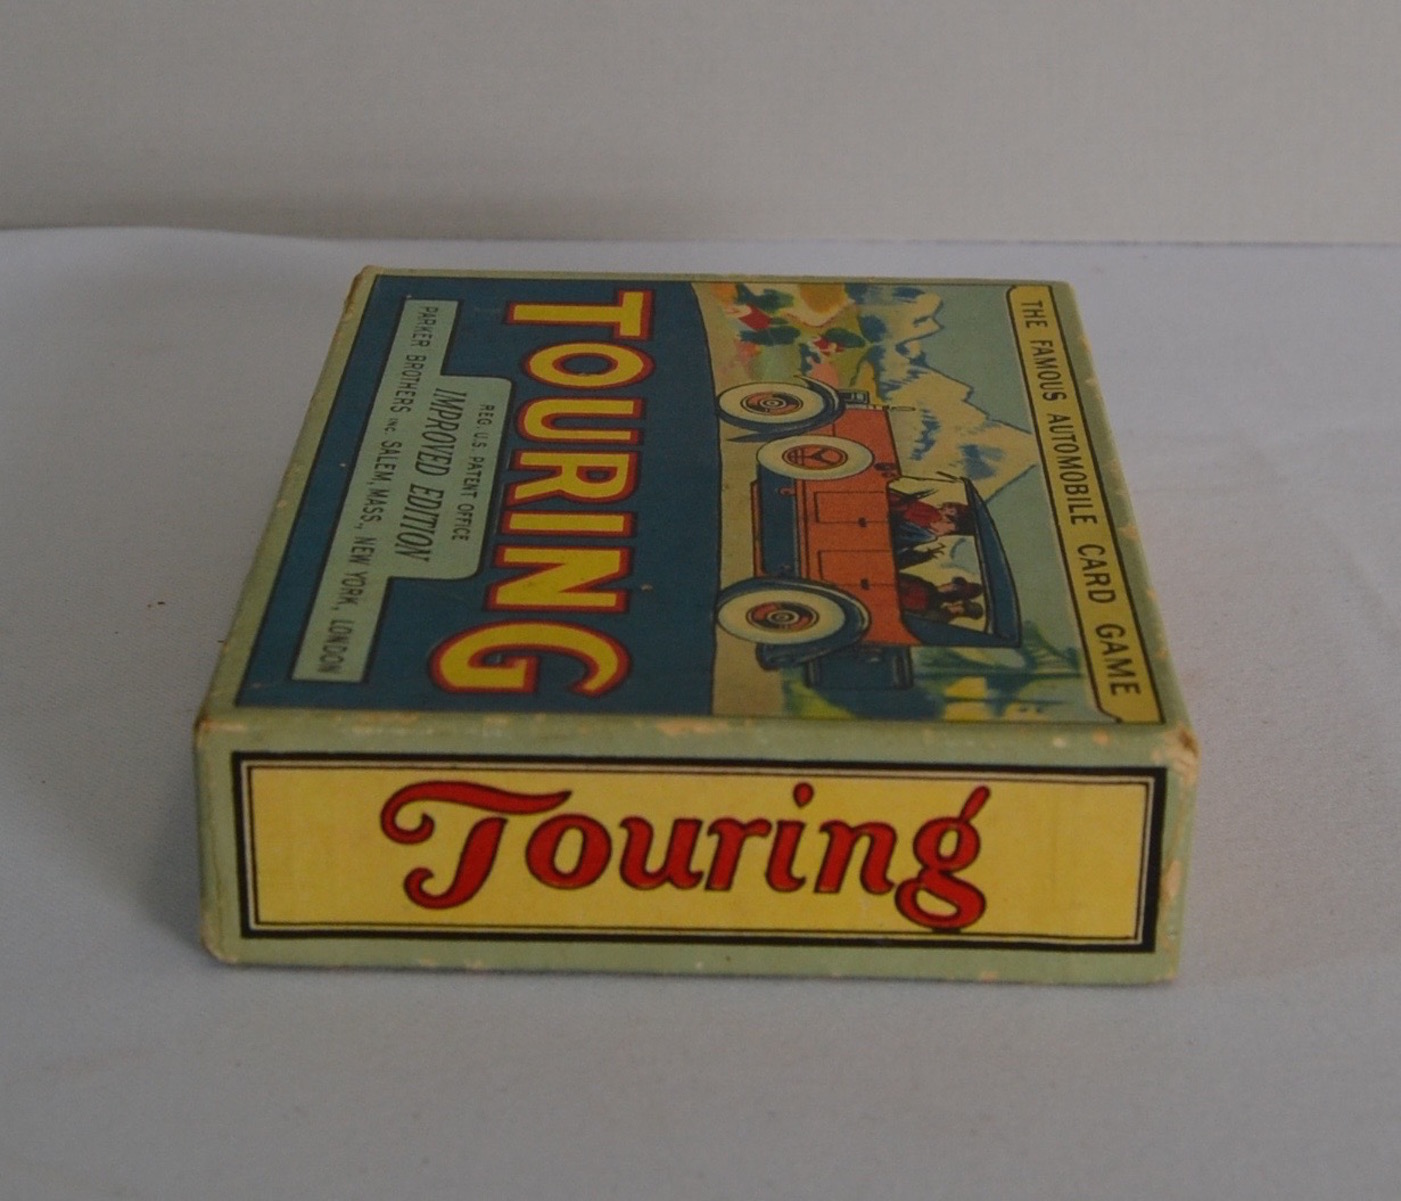 THE FAMOUS AUTOMOBILE CARD GAME
TOURING
REG. U.S. PATENT OFFICE
IMPROVED EDITION
PARKER BROTHERS INC. SALEM, MASS., NEW YORK, LONDON
Touring